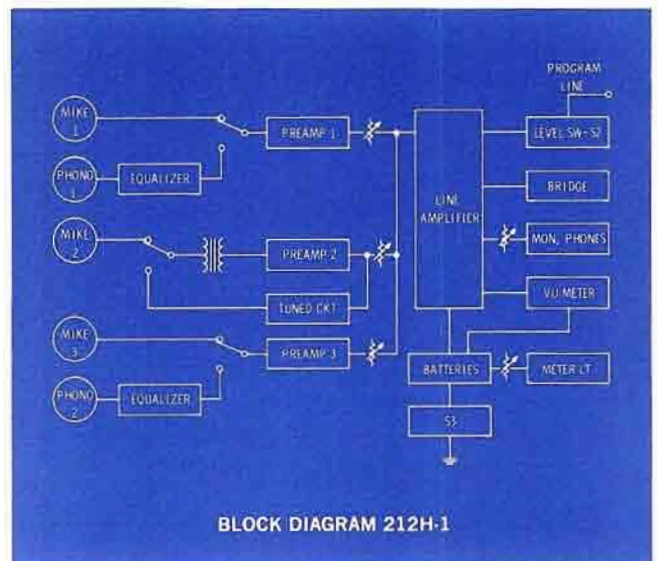 PROGRAM
LINE
MIKE
1
PREAMP 1
LEVEL SW-S2
PHONO
1
EQUALIZER
BRIDGE
LINE
AMPLIFIER
MIKE
2
PREAMP 2
MON, PHONES
TUNED CKT
VU METER
MIKE
3
PREAMP 3
BATTERIES
METER LT
PHONO
2
EQUALIZER
S3
BLOCK DIAGRAM 212H-1